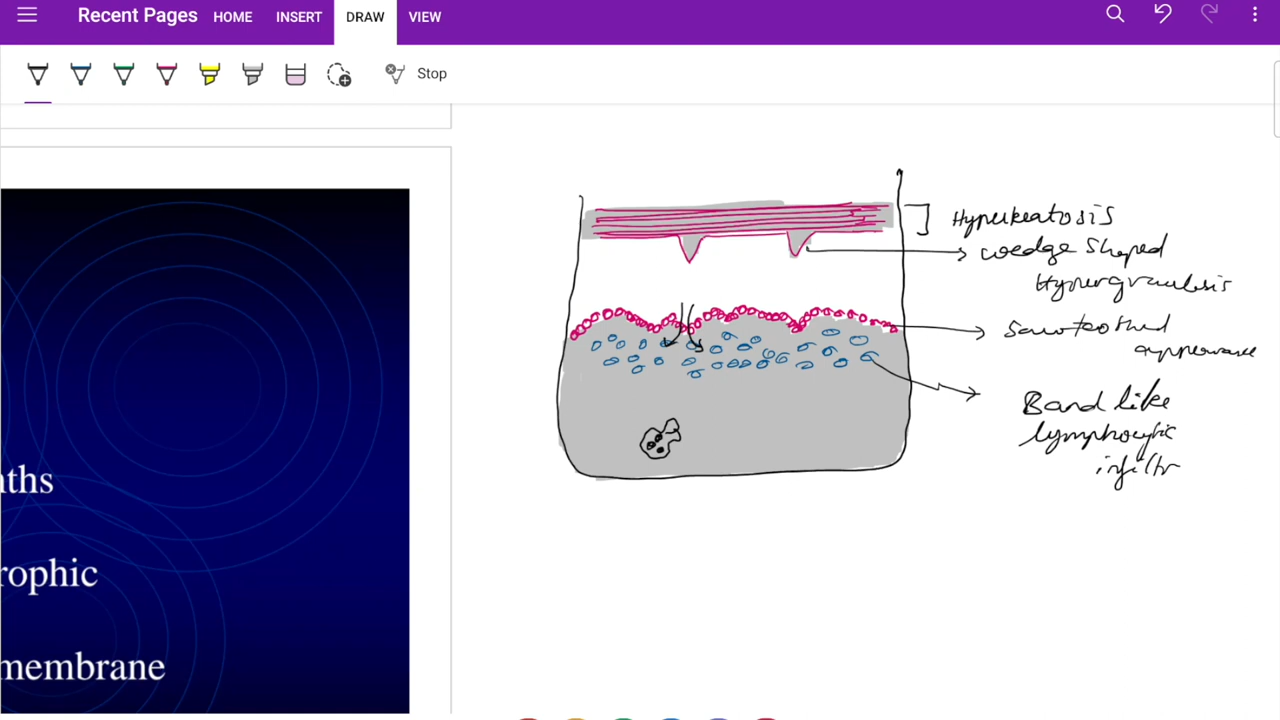 Recent Pages HOME INSERT DRAW VIEW
Stop
Hyperkeatosis
wedge shaped
Hypergranulosis
Sawtoothed
appearance
Band like
lymphocytic
infiltr
nths
rophic
membrane